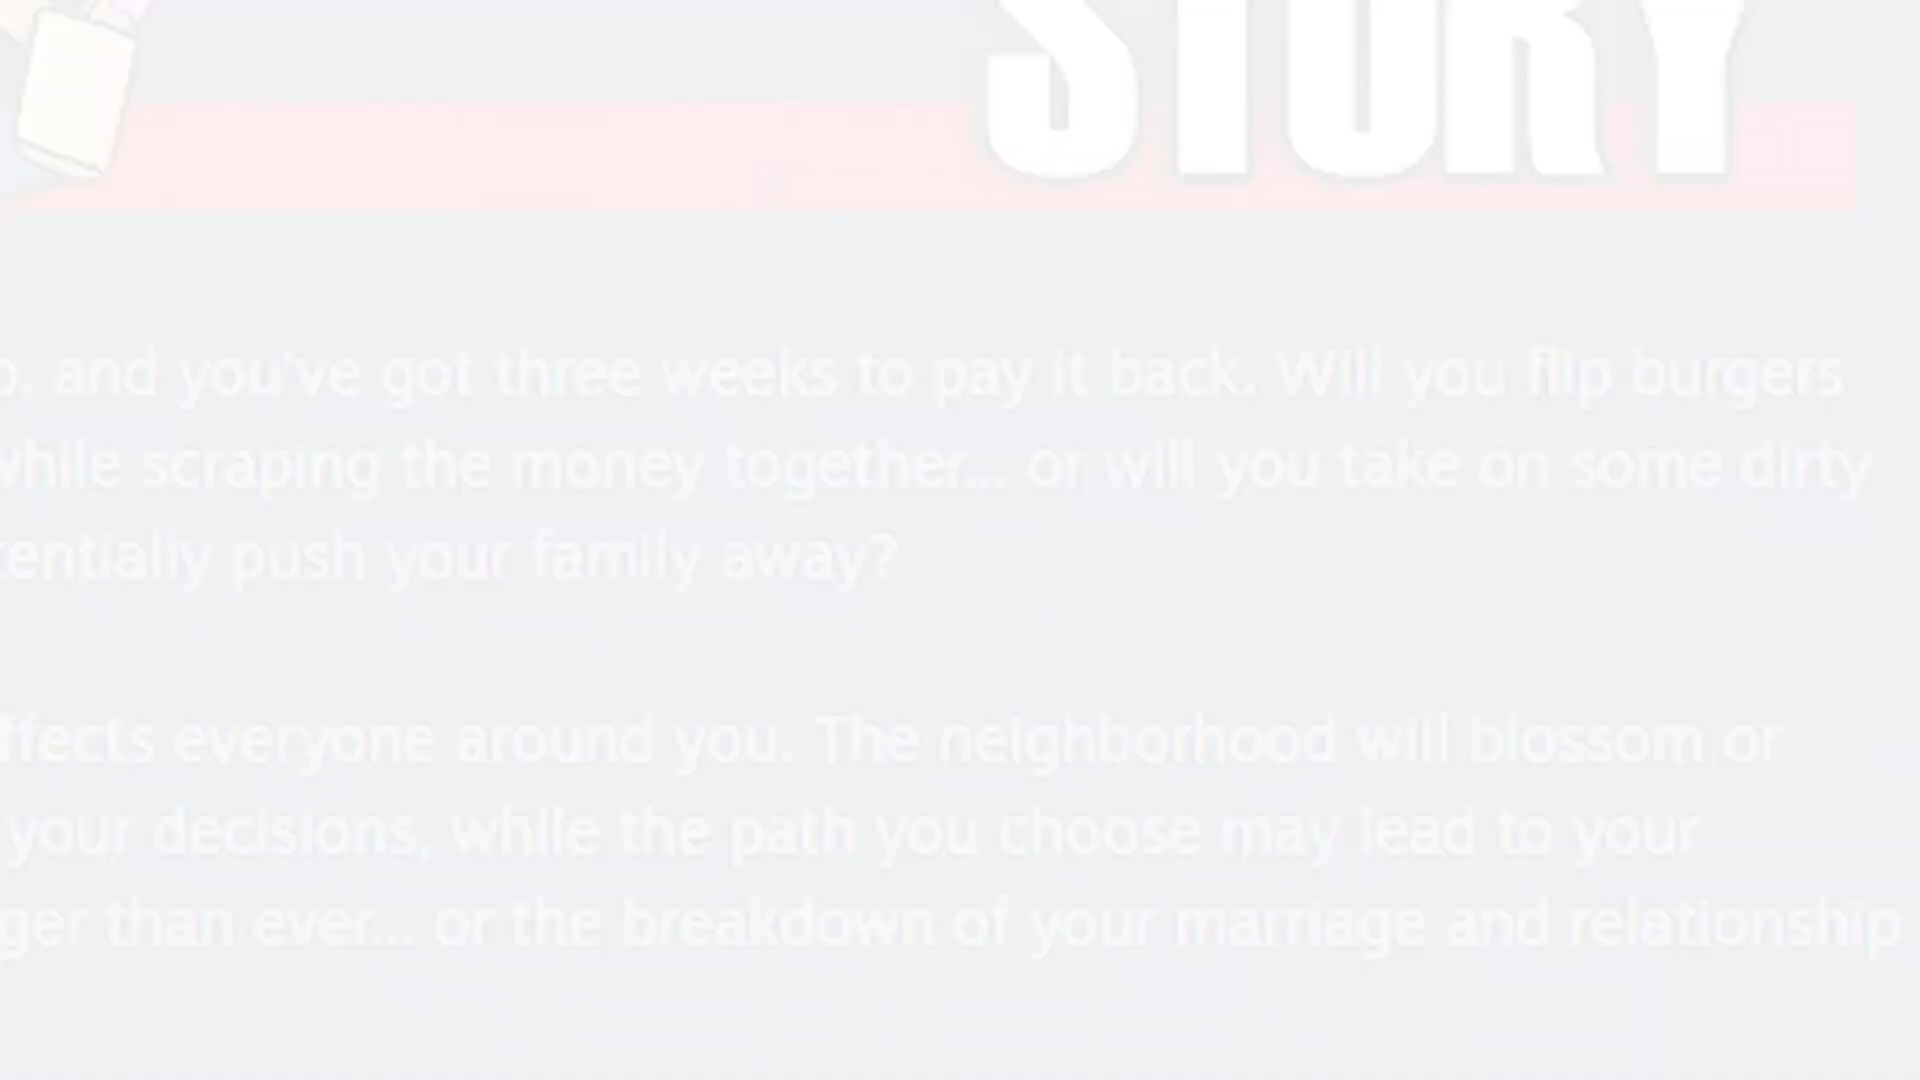 STORY
, and you've got three weeks to pay it back. Will you flip burgers
while scraping the money together... or will you take on some dirty
tentially push your family away?
ffects everyone around you. The neighborhood will blossom or
your decisions, while the path you choose may lead to your
ger than ever... or the breakdown of your marriage and relationship